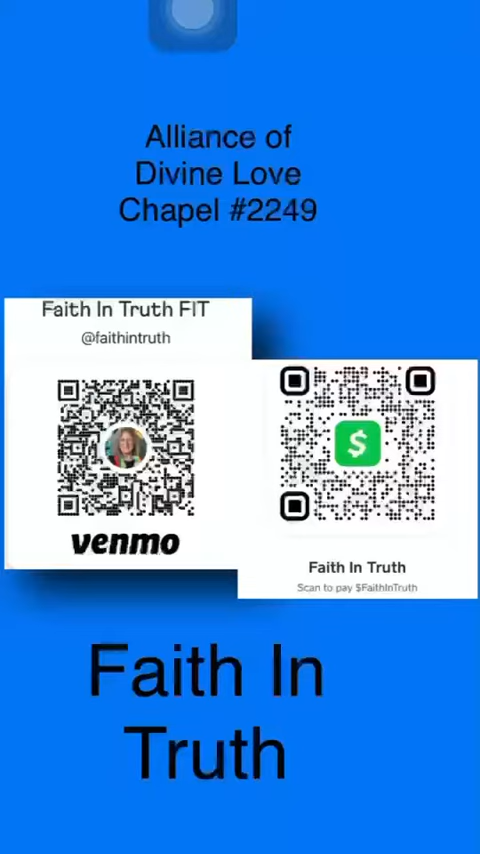 Alliance of
Divine Love
Chapel #2249
Faith In Truth FIT
@faithintruth
venmo
$
Faith In Truth
Scan to pay $FaithInTruth
Faith In
Truth